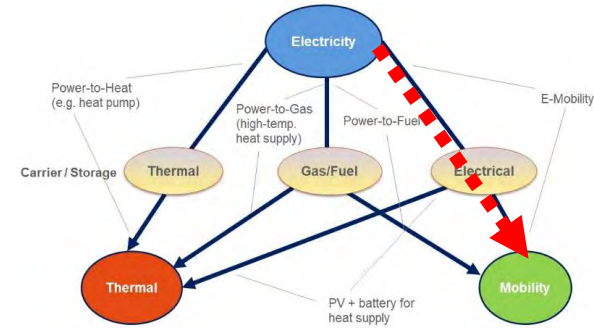 Electricity
Power-to-Heat
(e.g. heat pump)
Power-to-Gas
(high-temp.
heat supply)
Power-to-Fuel
E-Mobility
Carrier / Storage
Thermal
Gas/Fuel
Electrical
Thermal
Mobility
PV + battery for
heat supply